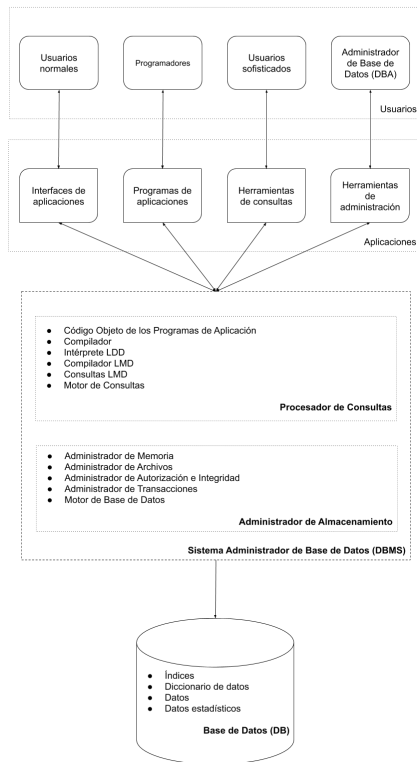 Usuarios
normales
Programadores
Usuarios
sofisticados
Administrador
de Base de
Datos (DBA)
Usuarios
Interfaces de
aplicaciones
Programas de
aplicaciones
Herramientas
de consultas
Herramientas
de
administración
Aplicaciones
● Código Objeto de los Programas de Aplicación
● Compilador
● Intérprete LDD
● Compilador LMD
● Consultas LMD
● Motor de Consultas
Procesador de Consultas
● Administrador de Memoria
● Administrador de Archivos
● Administrador de Autorización e Integridad
● Administrador de Transacciones
● Motor de Base de Datos
Administrador de Almacenamiento
Sistema Administrador de Base de Datos (DBMS)
● Índices
● Diccionario de datos
● Datos
● Datos estadísticos
Base de Datos (DB)